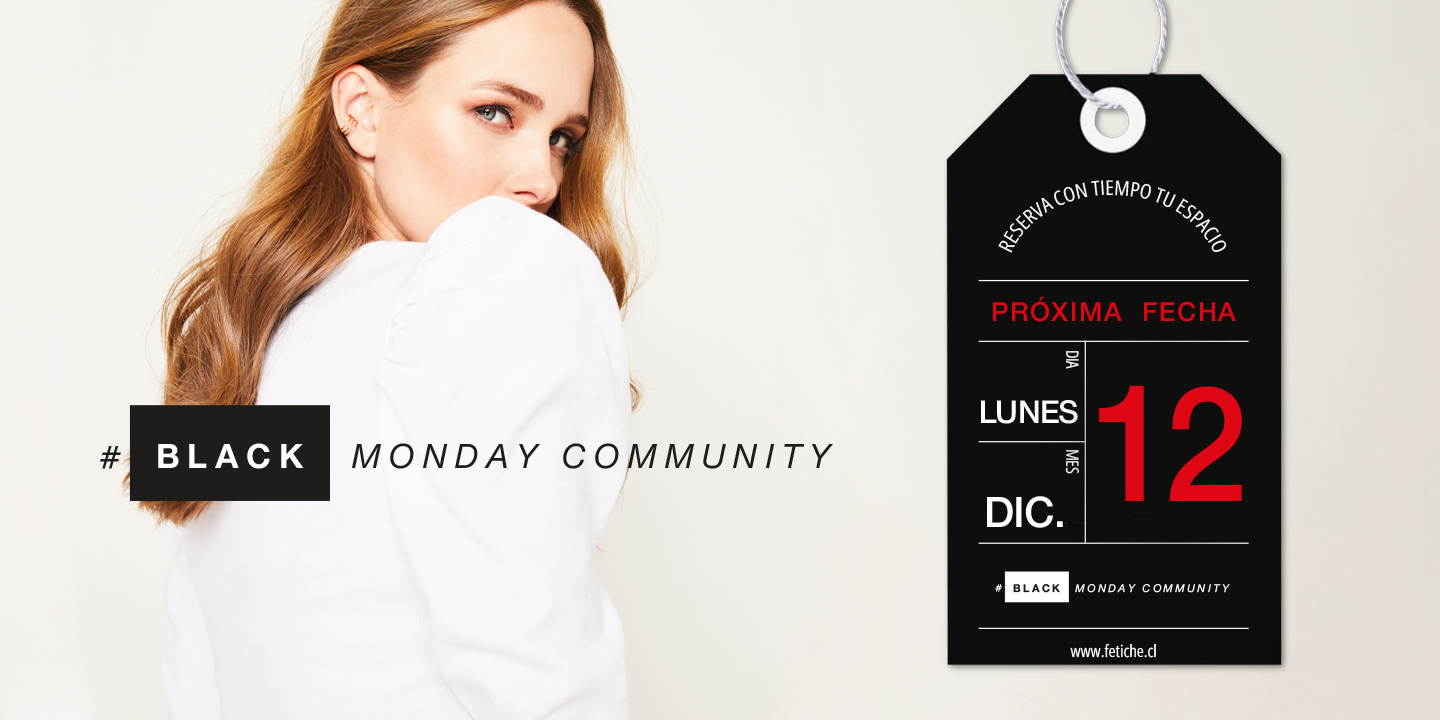 # BLACK MONDAY COMMUNITY
RESERVA CON TIEMPO TU ESPACIO
PRÓXIMA FECHA
DIA
LUNES
12
MES
DIC.
# BLACK MONDAY COMMUNITY
www.fetiche.cl